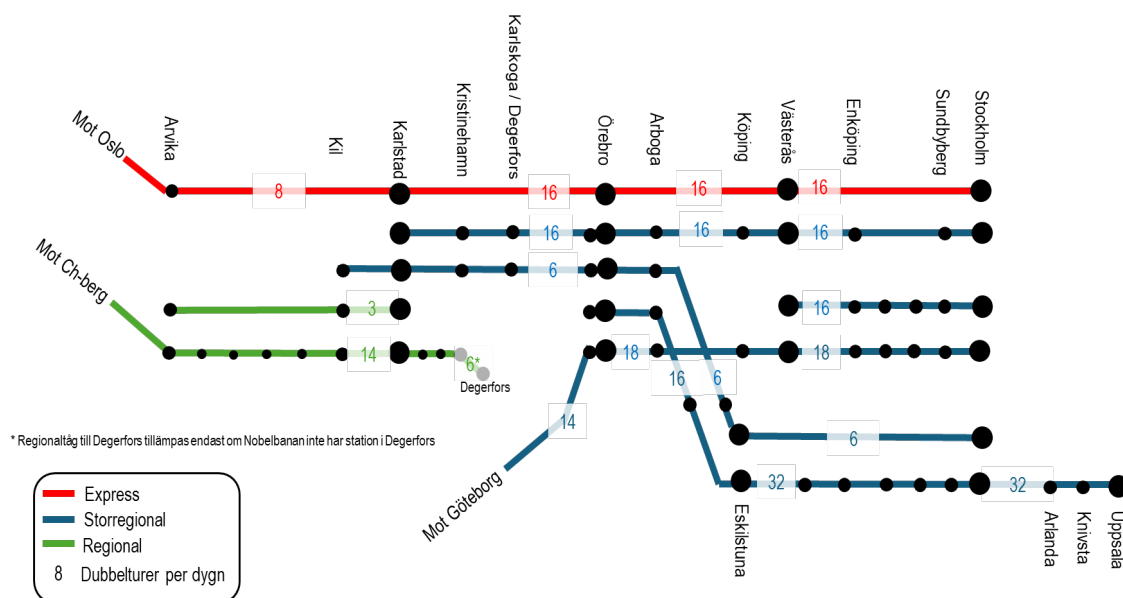 Mot Oslo
Arvika
Kil
Karlstad
Kristinehamn
Karlskoga / Degerfors
Örebro
Arboga
Köping
Västerås
Enköping
Sundbyberg
Stockholm
8
16
16
16
16
16
16
6
Mot Ch-berg
3
16
14
6*
Degerfors
18
18
16
6
14
6
Mot Göteborg
32
32
Eskilstuna
Arlanda
Knivsta
Uppsala
* Regionaltåg till Degerfors tillämpas endast om Nobelbanan inte har station i Degerfors
Express
Storregional
Regional
8 Dubbelturer per dygn